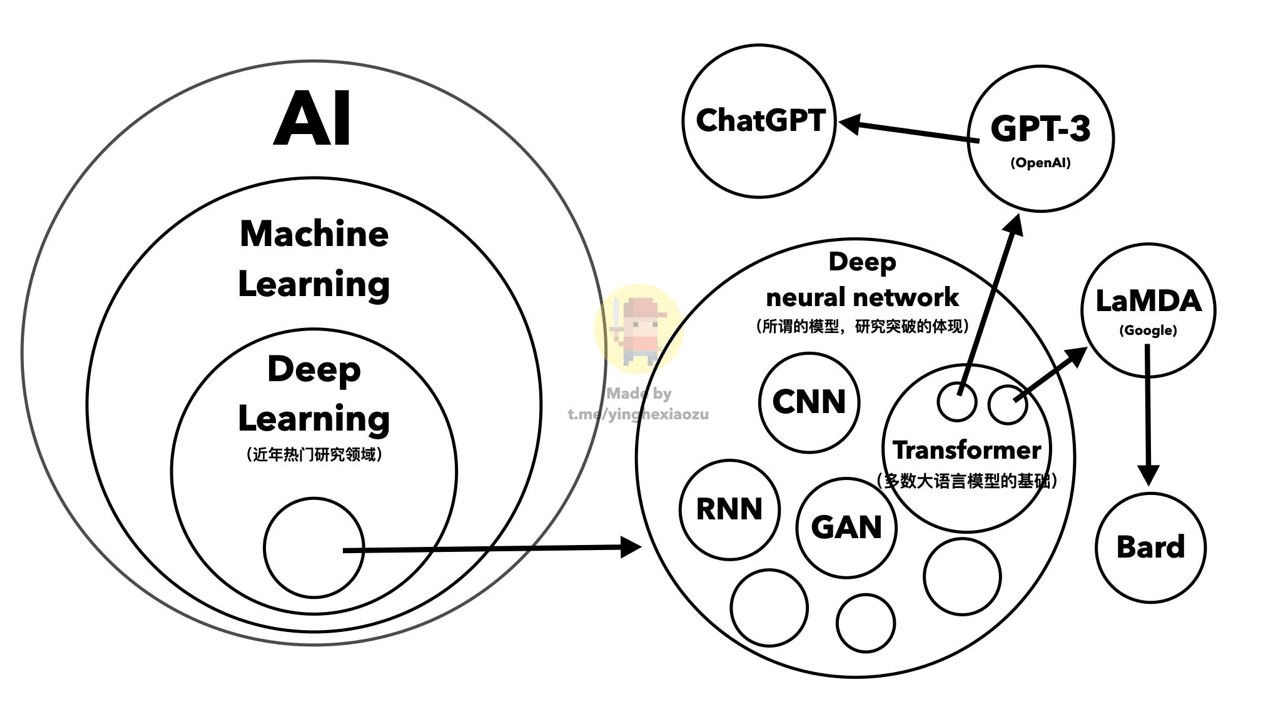 AI
Machine
Learning
Deep
Learning
（近年热门研究领域）
ChatGPT
GPT-3
(OpenAI)
Deep
neural network
（所谓的模型，研究突破的体现）
LaMDA
(Google)
CNN
Transformer
（多数大语言模型的基础）
RNN
GAN
Bard
Made by
t.me/yinghexiaozu